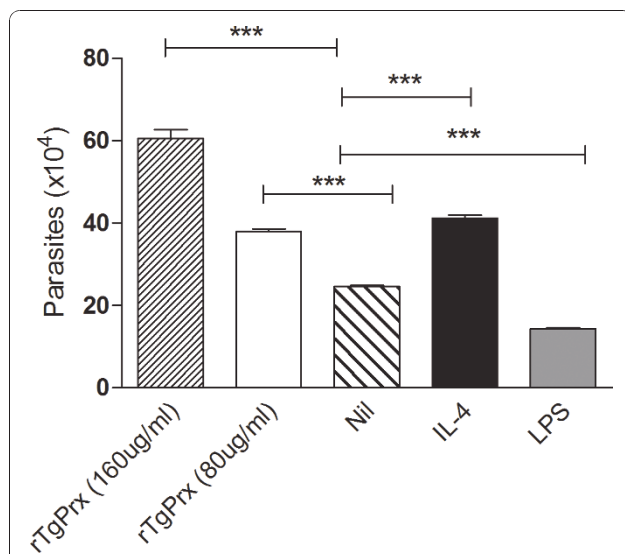 ***
80
***
60
***
***
40
20
0
Parasites (x10⁴)
rTgPrx (160ug/ml)
rTgPrx (80ug/ml)
Nil
IL-4
LPS